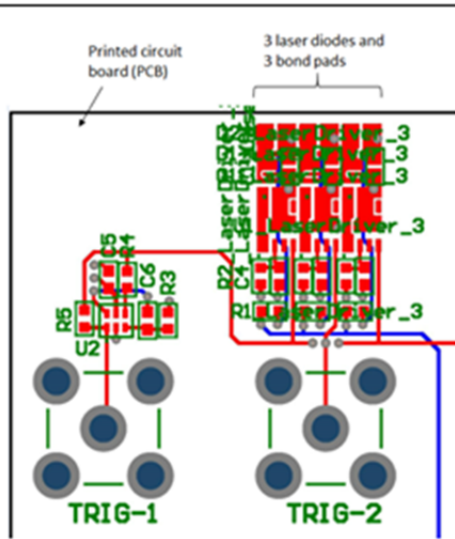 Printed circuit
board (PCB)
3 laser diodes and
3 bond pads
LaserDriver_3
LaserDriver_3
LaserDriver_3
LaserDriver_3
C5
R4
C6
R3
R2
C4
R5
U2
R1
LaserDriver_3
TRIG-1
TRIG-2